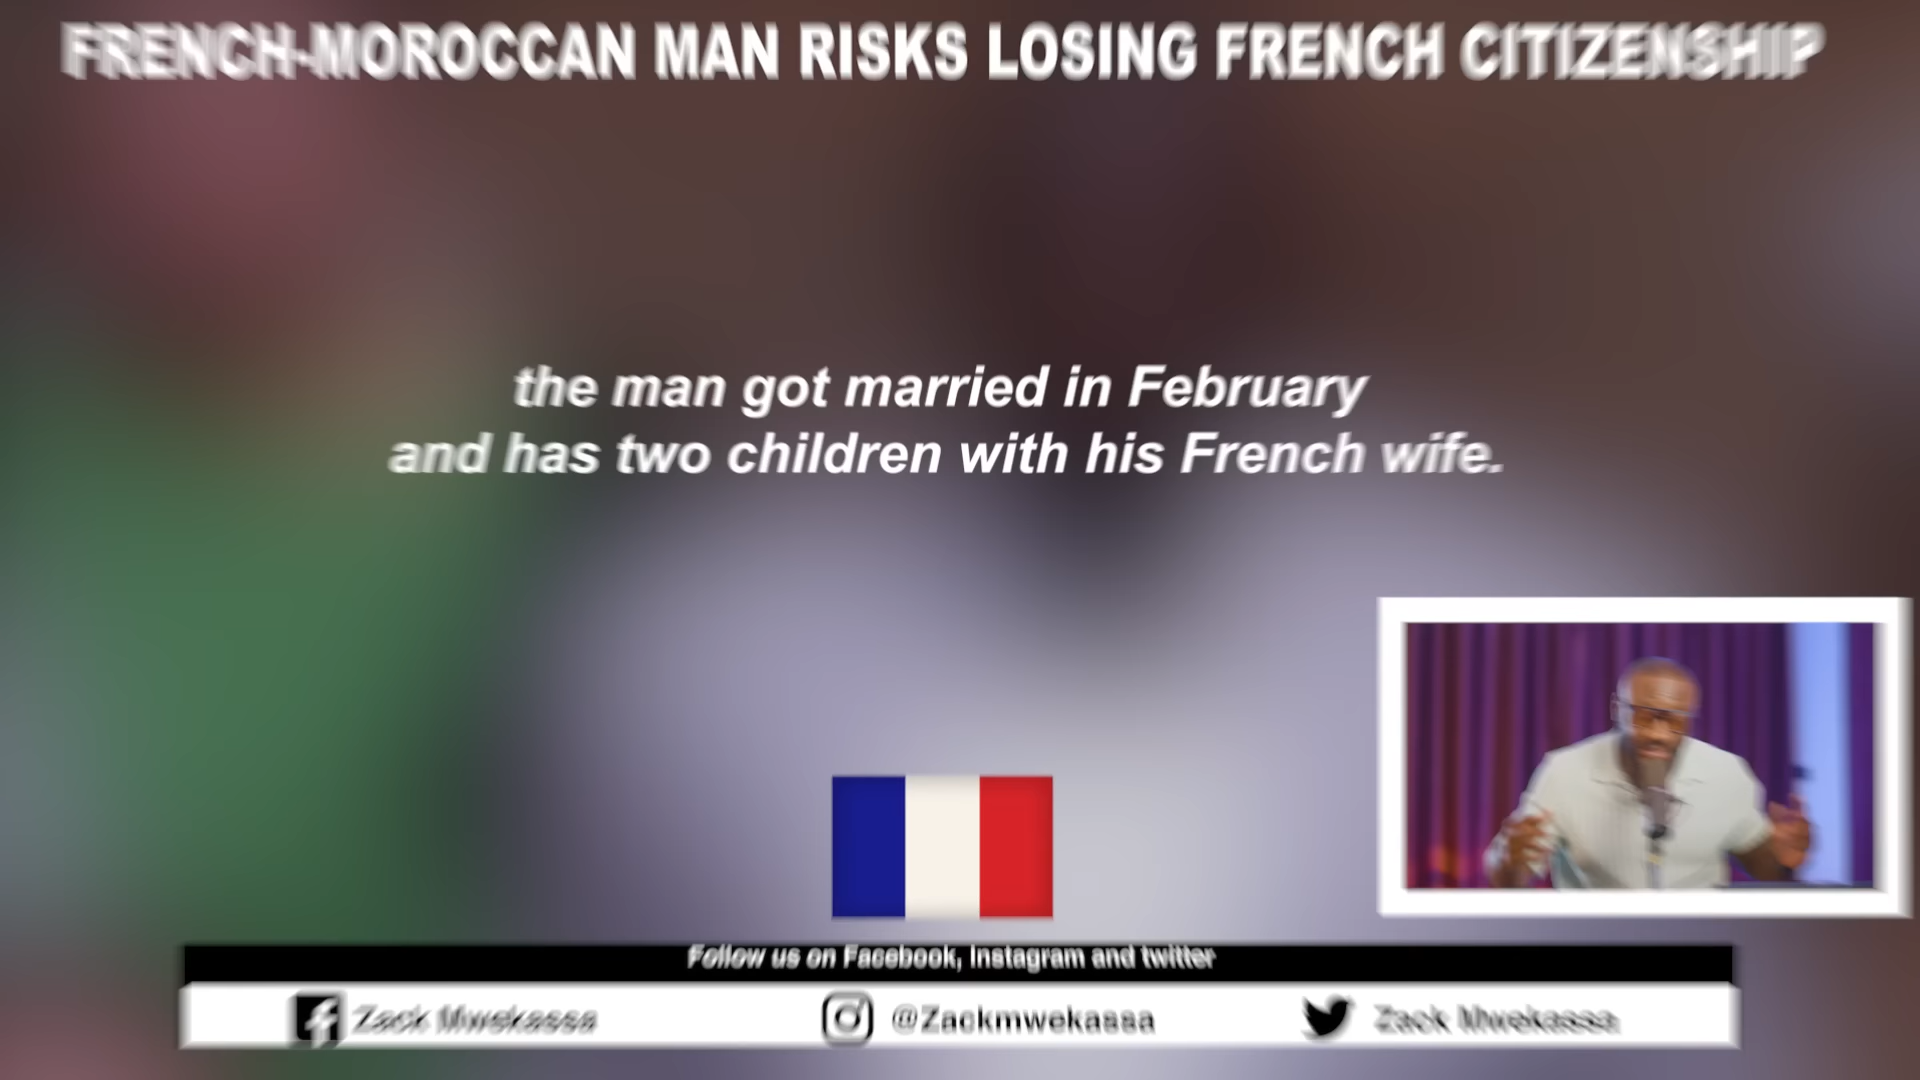 FRENCH-MOROCCAN MAN RISKS LOSING FRENCH CITIZENSHIP
the man got married in February
and has two children with his French wife.
Follow us on Facebook, Instagram and twitter
Zack Mwekassa
@Zackmwekassa
Zack Mwekassa